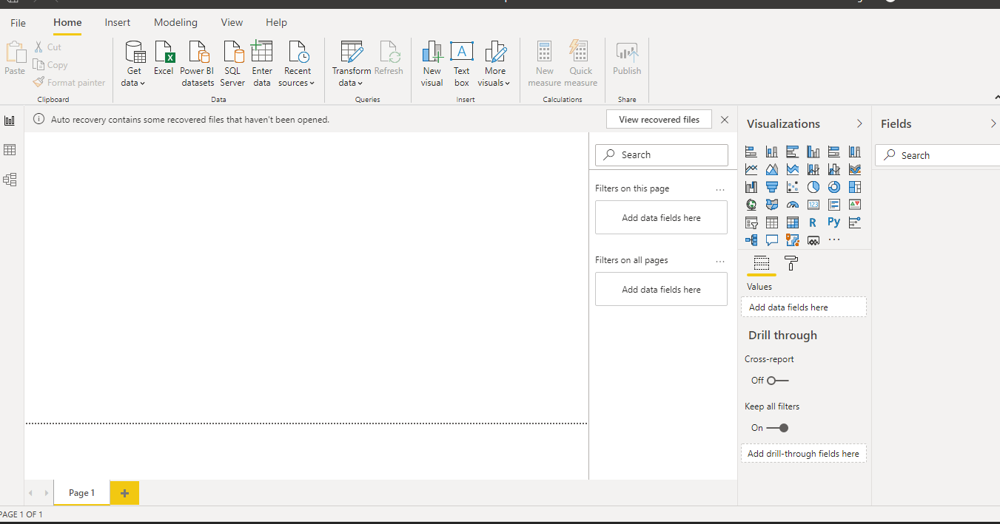 File Home Insert Modeling View Help
Paste
Cut
Copy
Format painter
Clipboard
Get data
Excel
Power BI datasets
SQL Server
Enter data
Recent sources
Data
Transform data
Refresh
Queries
New visual
Text box
More visuals
Insert
New measure
Quick measure
Calculations
Publish
Share
Auto recovery contains some recovered files that haven't been opened.
View recovered files
Search
Filters on this page
...
Add data fields here
Filters on all pages
...
Add data fields here
Visualizations
123
R
Py
...
Values
Add data fields here
Drill through
Cross-report
Off
Keep all filters
On
Add drill-through fields here
Fields
Search
Page 1
+
PAGE 1 OF 1